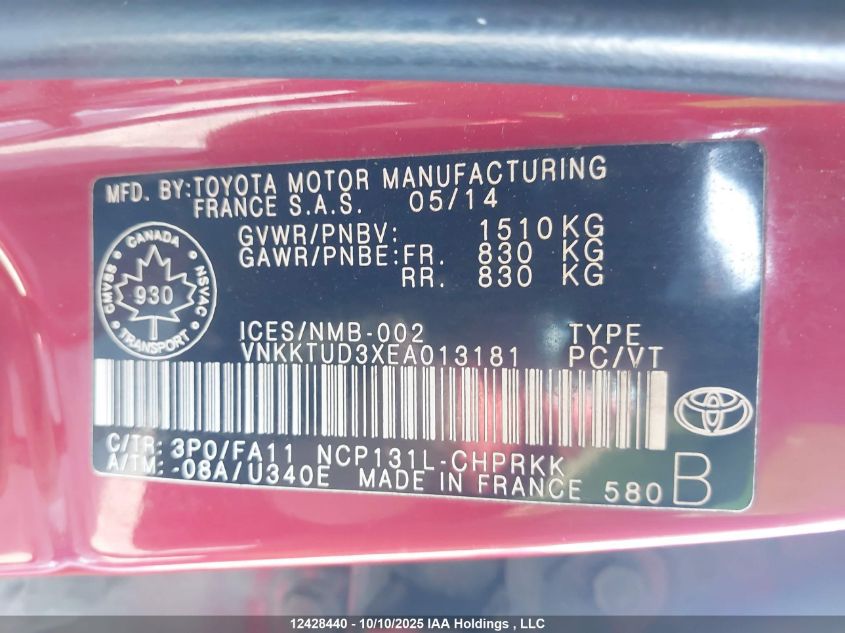 MFD. BY:TOYOTA MOTOR MANUFACTURING
FRANCE S.A.S. 05/14
GVWR/PNBV: 1510KG
GAWR/PNBE:FR. 830 KG
RR. 830 KG
CANADA
CMVSS 930 NSVAC
TRANSPORT
ICES/NMB-002 TYPE
VNKKTUD3XEA013181 PC/VT
C/TR: 3P0/FA11 NCP131L-CHPRKK
A/TM: -08A/U340E MADE IN FRANCE 580 B
12428440 - 10/10/2025 IAA Holdings , LLC